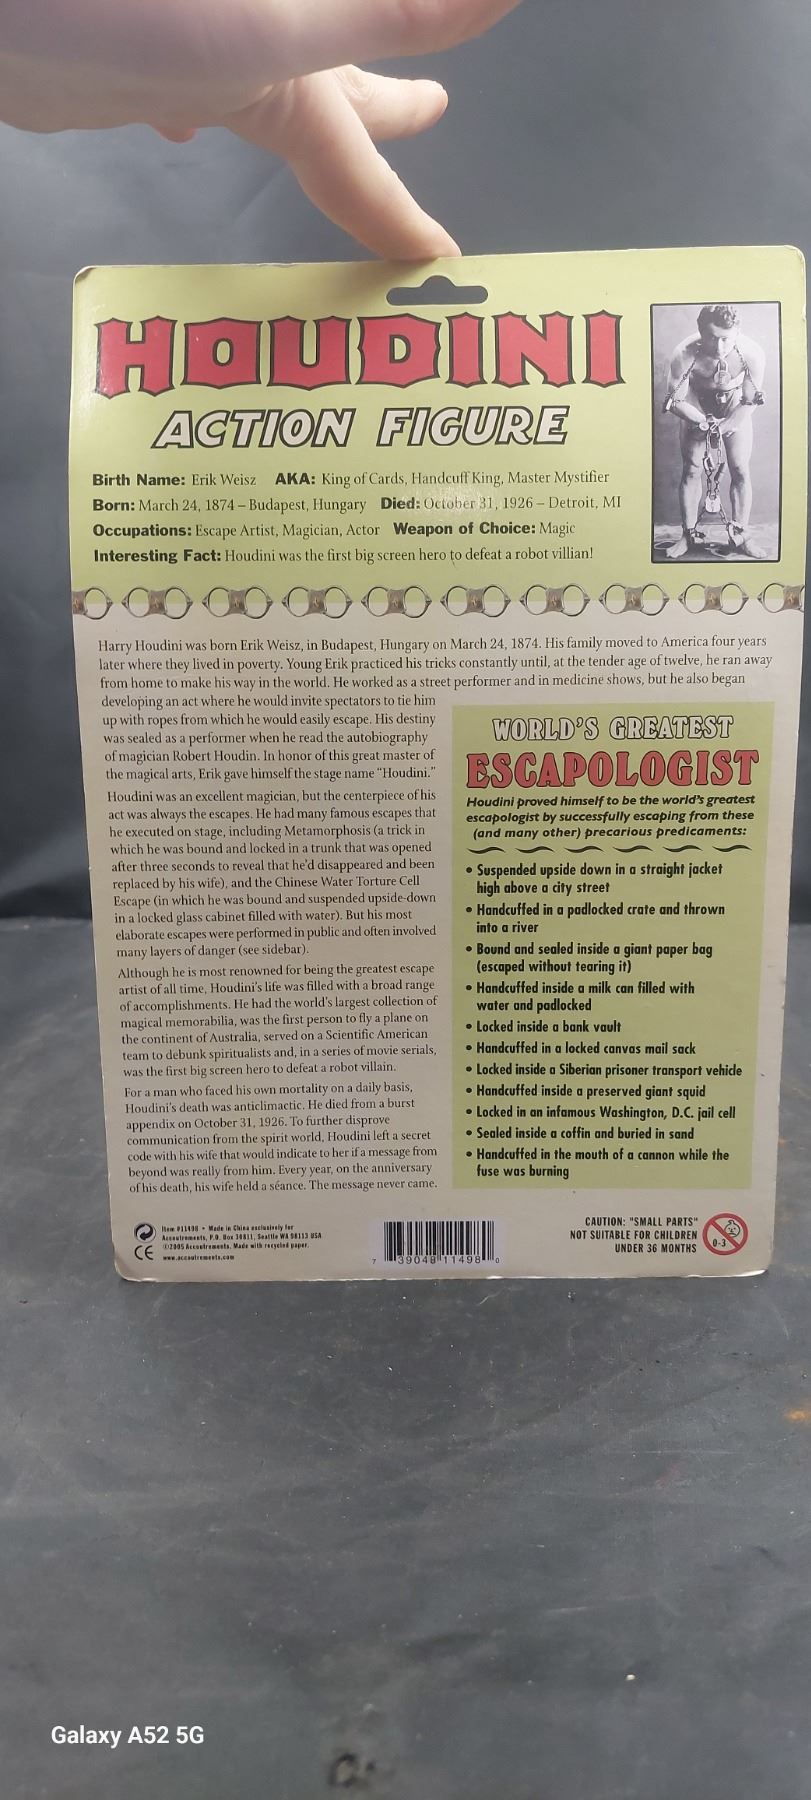 HOUDINI
ACTION FIGURE
Birth Name: Erik Weisz AKA: King of Cards, Handcuff King, Master Mystifier
Born: March 24, 1874 – Budapest, Hungary Died: October 31, 1926 – Detroit, MI
Occupations: Escape Artist, Magician, Actor Weapon of Choice: Magic
Interesting Fact: Houdini was the first big screen hero to defeat a robot villian!
Harry Houdini was born Erik Weisz, in Budapest, Hungary on March 24, 1874. His family moved to America four years
later where they lived in poverty. Young Erik practiced his tricks constantly until, at the tender age of twelve, he ran away
from home to make his way in the world. He worked as a street performer and in medicine shows, but he also began
developing an act where he would invite spectators to tie him
up with ropes from which he would easily escape. His destiny
was sealed as a performer when he read the autobiography
of magician Robert Houdin. In honor of this great master of
the magical arts, Erik gave himself the stage name "Houdini."
Houdini was an excellent magician, but the centerpiece of his
act was always the escapes. He had many famous escapes that
he executed on stage, including Metamorphosis (a trick in
which he was bound and locked in a trunk that was opened
after three seconds to reveal that he'd disappeared and been
replaced by his wife), and the Chinese Water Torture Cell
Escape (in which he was bound and suspended upside-down
in a locked glass cabinet filled with water). But his most
elaborate escapes were performed in public and often involved
many layers of danger (see sidebar).
Although he is most renowned for being the greatest escape
artist of all time, Houdini's life was filled with a broad range
of accomplishments. He had the world's largest collection of
magical memorabilia, was the first person to fly a plane on
the continent of Australia, served on a Scientific American
team to debunk spiritualists and, in a series of movie serials,
was the first big screen hero to defeat a robot villain.
For a man who faced his own mortality on a daily basis,
Houdini's death was anticlimactic. He died from a burst
appendix on October 31, 1926. To further disprove
communication from the spirit world, Houdini left a secret
code with his wife that would indicate to her if a message from
beyond was really from him. Every year, on the anniversary
of his death, his wife held a séance. The message never came.
WORLD'S GREATEST
ESCAPOLOGIST
Houdini proved himself to be the world's greatest
escapologist by successfully escaping from these
(and many other) precarious predicaments:
• Suspended upside down in a straight jacket
high above a city street
• Handcuffed in a padlocked crate and thrown
into a river
• Bound and sealed inside a giant paper bag
(escaped without tearing it)
• Handcuffed inside a milk can filled with
water and padlocked
• Locked inside a bank vault
• Handcuffed in a locked canvas mail sack
• Locked inside a Siberian prisoner transport vehicle
• Handcuffed inside a preserved giant squid
• Locked in an infamous Washington, D.C. jail cell
• Sealed inside a coffin and buried in sand
• Handcuffed in the mouth of a cannon while the
fuse was burning
CE
Item #11498 • Made in China exclusively for
Accoutrements, P.O. Box 30811, Seattle WA 98113 USA
©2005 Accoutrements. Made with recycled paper.
www.accoutrements.com
7 39048 11498 0
CAUTION: "SMALL PARTS"
NOT SUITABLE FOR CHILDREN
UNDER 36 MONTHS
0-3
Galaxy A52 5G